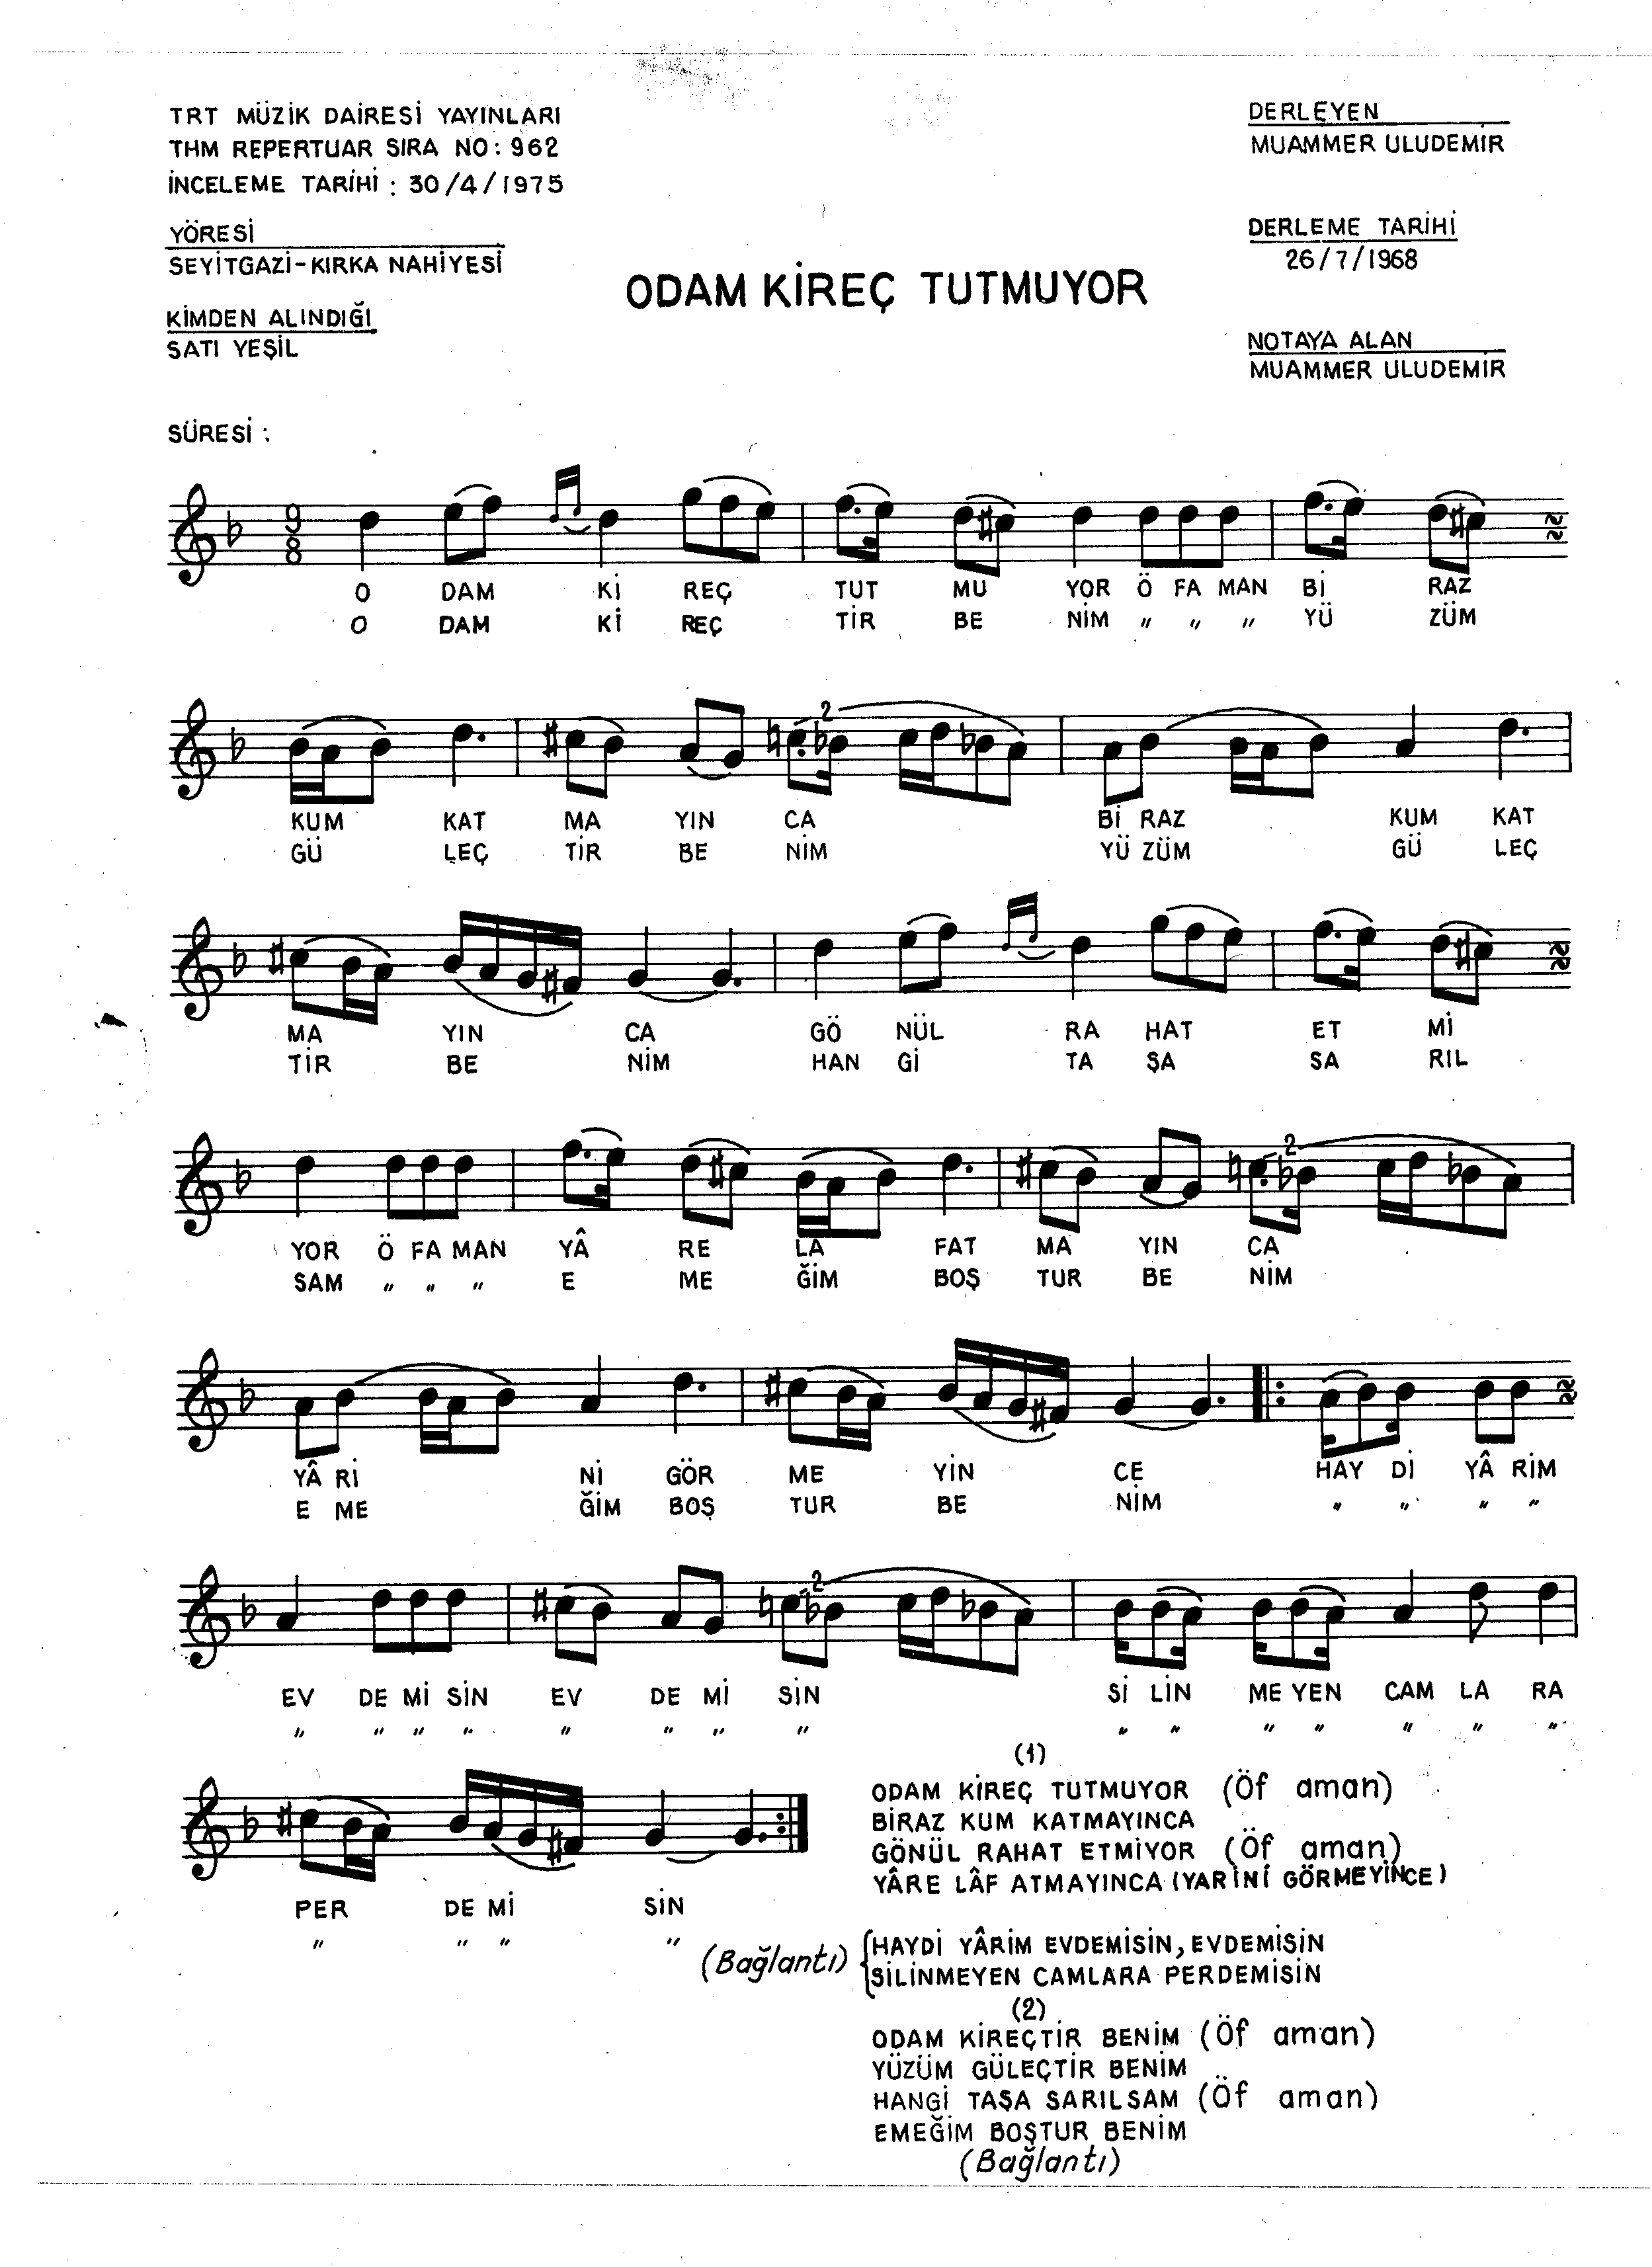 TRT MÜZİK DAİRESİ YAYINLARI
THM REPERTUAR SIRA NO: 962
İNCELEME TARİHİ : 30/4/1975
YÖRESİ
SEYİTGAZİ-KIRKA NAHİYESİ
KİMDEN ALINDIĞI
SATI YEŞİL
SÜRESİ :
DERLEYEN
MUAMMER ULUDEMİR
DERLEME TARİHİ
26/7/1968
NOTAYA ALAN
MUAMMER ULUDEMİR
ODAM KİREÇ TUTMUYOR
9
8
O DAM Kİ REÇ TUT MU YOR Ö FA MAN Bİ RAZ
O DAM Kİ REÇ TİR BE NİM " " " YÜ ZÜM
2
KUM KAT MA YIN CA Bİ RAZ KUM KAT
GÜ LEÇ TİR BE NİM YÜ ZÜM GÜ LEÇ
MA YIN CA GÖ NÜL RA HAT ET Mİ
TİR BE NİM HAN Gİ TA ŞA SA RIL
2
YOR Ö FA MAN YÂ RE LA FAT MA YIN CA
SAM " " " E ME ĞİM BOŞ TUR BE NİM
YÂ Rİ Nİ GÖR ME YİN CE HAY Dİ YÂ RİM
E ME ĞİM BOŞ TUR BE NİM " " " "
2
EV DE Mİ SİN EV DE Mİ SİN Sİ LİN ME YEN CAM LA RA
" " " " " " " " " " " " " " "
PER DE Mİ SİN
" " " "
(1)
ODAM KİREÇ TUTMUYOR (Öf aman)
BİRAZ KUM KATMAYINCA
GÖNÜL RAHAT ETMİYOR (Öf aman)
YÂRE LÂF ATMAYINCA (YARİNİ GÖRMEYİNCE)
(Bağlantı) {HAYDİ YÂRİM EVDEMİSİN, EVDEMİSİN
SİLİNMEYEN CAMLARA PERDEMİSİN
(2)
ODAM KİREÇTİR BENİM (Öf aman)
YÜZÜM GÜLEÇTİR BENİM
HANGİ TAŞA SARILSAM (Öf aman)
EMEĞİM BOŞTUR BENİM
(Bağlantı)